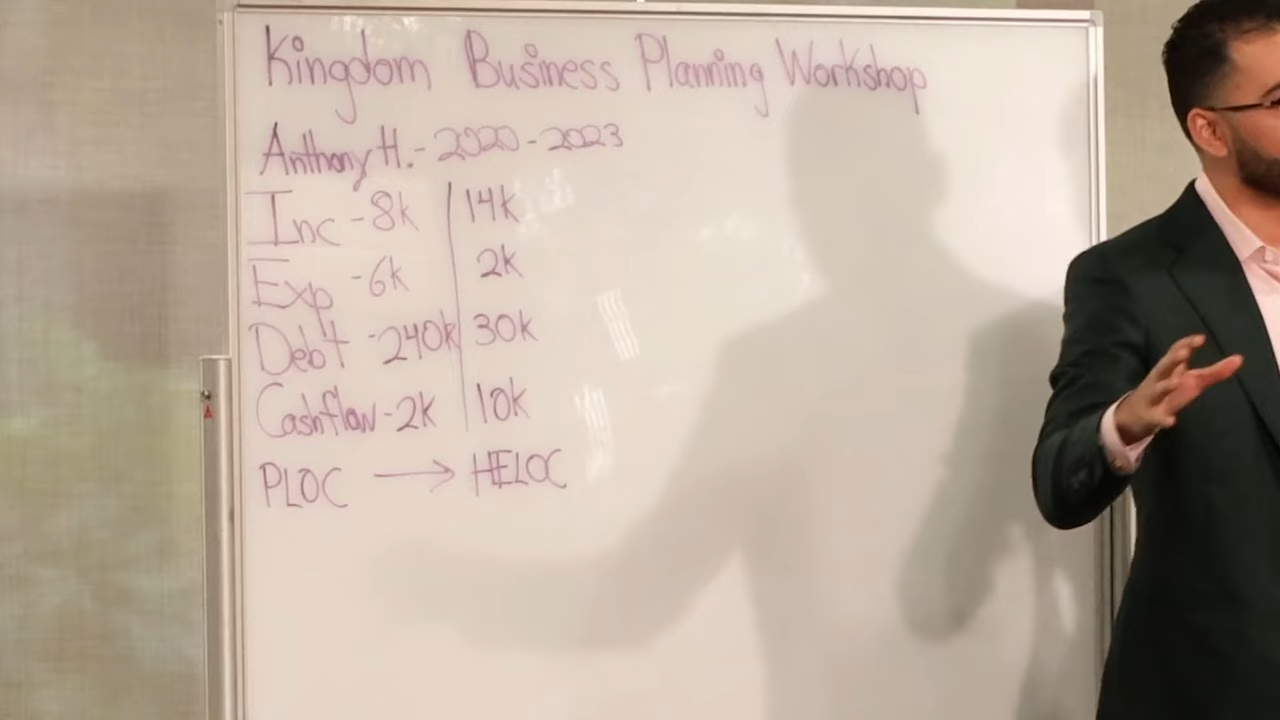 Kingdom Business Planning Workshop
Anthony H.- 2020 - 2023
Inc - 8k | 14k
Exp - 6k | 2k
Debt - 240k | 30k
Cashflow - 2k | 10k
PLOC → HELOC